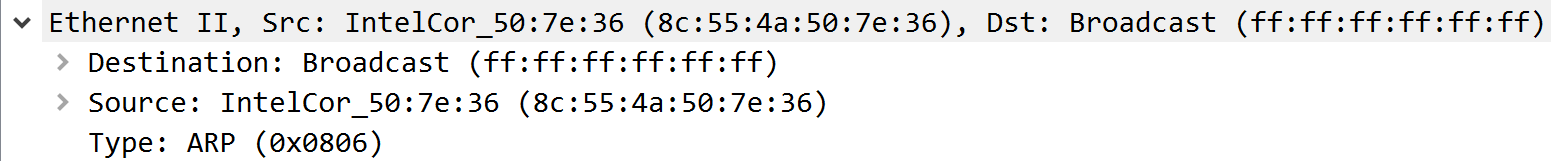 Ethernet II, Src: IntelCor_50:7e:36 (8c:55:4a:50:7e:36), Dst: Broadcast (ff:ff:ff:ff:ff:ff)
Destination: Broadcast (ff:ff:ff:ff:ff:ff)
Source: IntelCor_50:7e:36 (8c:55:4a:50:7e:36)
Type: ARP (0x0806)